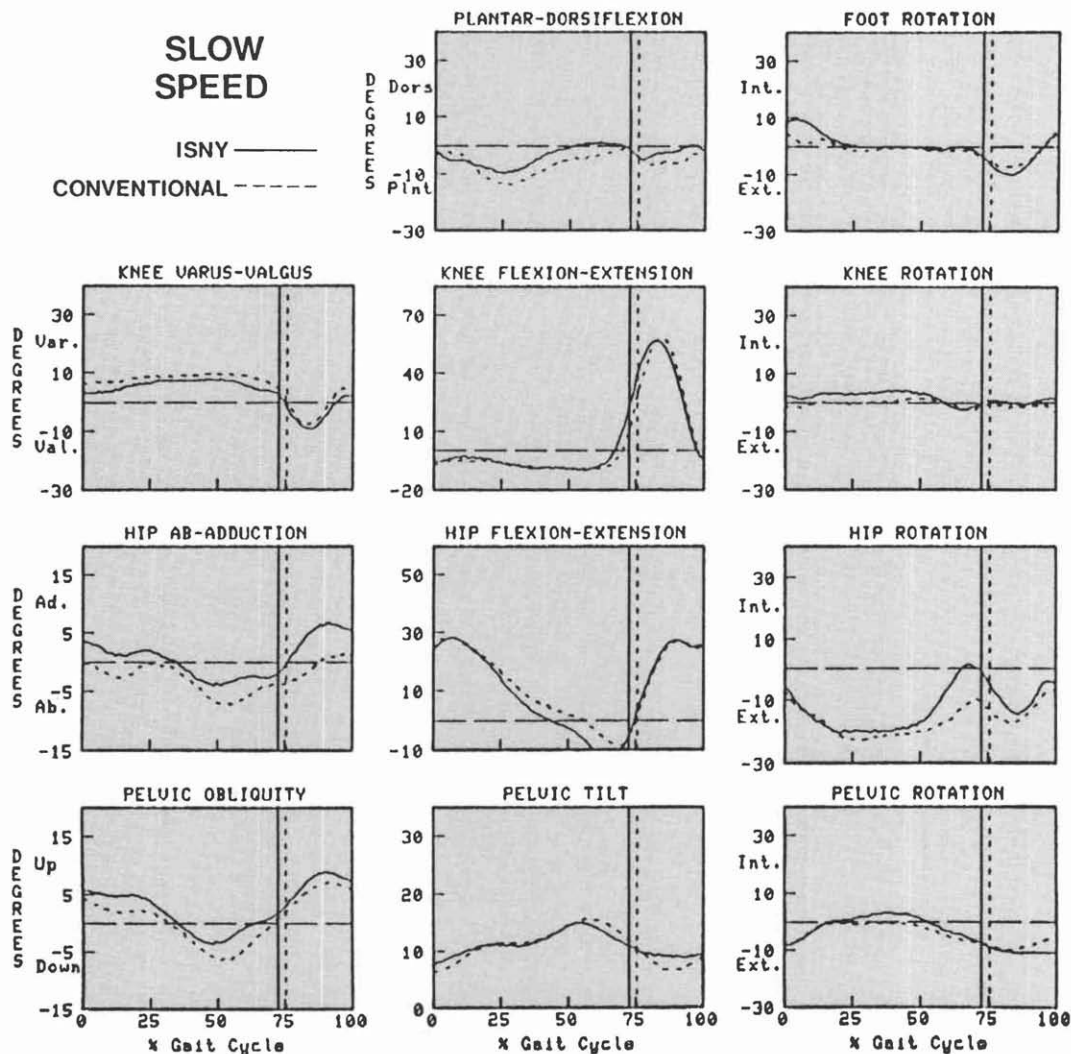 SLOW
SPEED
ISNY
CONVENTIONAL
PLANTAR-DORSIFLEXION
DEGREES
30
Dors
10
-10
Plnt
-30
FOOT ROTATION
30
Int.
10
-10
Ext.
-30
KNEE VARUS-VALGUS
DEGREES
30
Var.
10
-10
Val.
-30
KNEE FLEXION-EXTENSION
70
40
10
-20
KNEE ROTATION
30
Int.
10
-10
Ext.
-30
HIP AB-ADDUCTION
DEGREES
15
Ad.
5
-5
Ab.
-15
HIP FLEXION-EXTENSION
50
30
10
-10
HIP ROTATION
30
Int.
10
-10
Ext.
-30
PELVIC OBLIQUITY
DEGREES
15
Up
5
-5
Down
-15
0 25 50 75 100
% Gait Cycle
PELVIC TILT
30
20
10
0
0 25 50 75 100
% Gait Cycle
PELVIC ROTATION
30
Int.
10
-10
Ext.
-30
0 25 50 75 100
% Gait Cycle